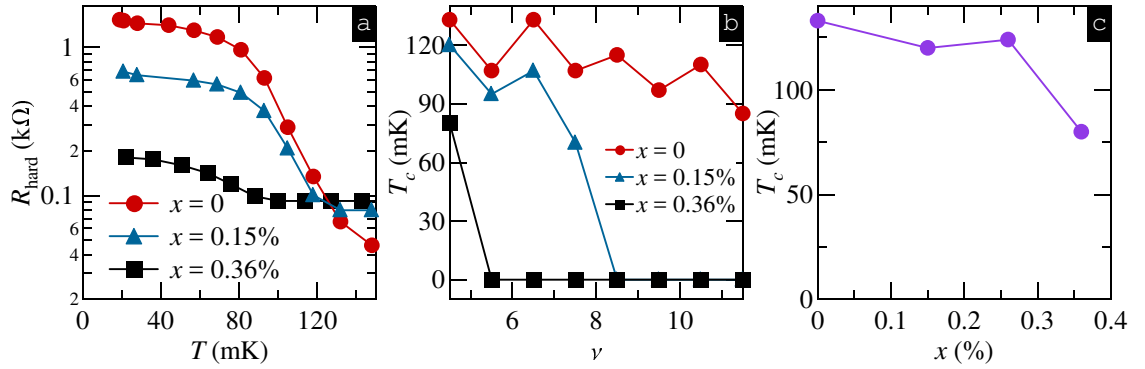 a
1
6
4
2
0.1
6
4
2
R_hard (kΩ)
x = 0
x = 0.15%
x = 0.36%
0 40 80 120
T (mK)
b
120
90
60
30
0
T_c (mK)
x = 0
x = 0.15%
x = 0.36%
6 8 10
ν
c
100
50
0
T_c (mK)
0 0.1 0.2 0.3 0.4
x (%)